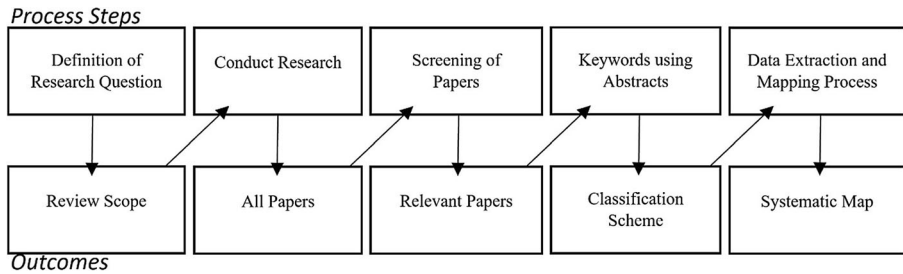 Process Steps
Definition of
Research Question
Conduct Research
Screening of
Papers
Keywords using
Abstracts
Data Extraction and
Mapping Process
Review Scope
All Papers
Relevant Papers
Classification
Scheme
Systematic Map
Outcomes